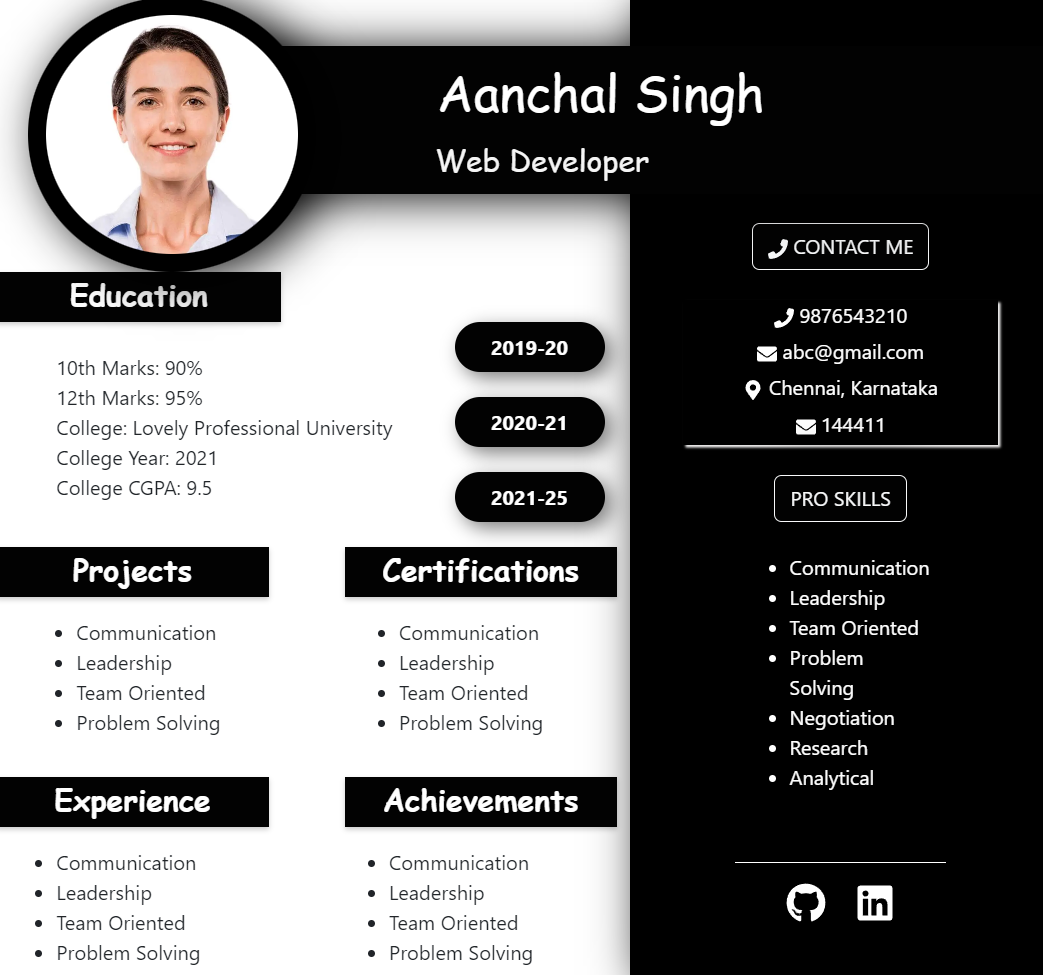 Aanchal Singh
Web Developer
Education
10th Marks: 90%
12th Marks: 95%
College: Lovely Professional University
College Year: 2021
College CGPA: 9.5
2019-20
2020-21
2021-25
Projects
Communication
Leadership
Team Oriented
Problem Solving
Certifications
Communication
Leadership
Team Oriented
Problem Solving
Experience
Communication
Leadership
Team Oriented
Problem Solving
Achievements
Communication
Leadership
Team Oriented
Problem Solving
CONTACT ME
9876543210
abc@gmail.com
Chennai, Karnataka
144411
PRO SKILLS
Communication
Leadership
Team Oriented
Problem
Solving
Negotiation
Research
Analytical
in